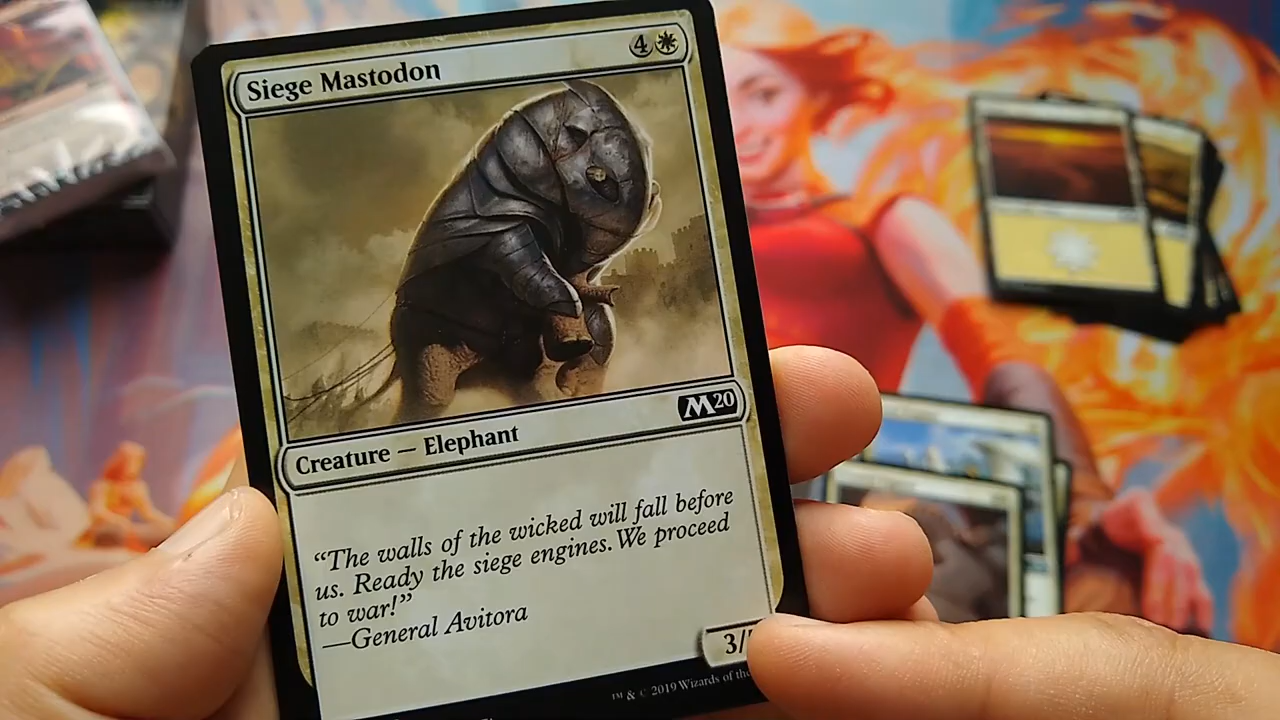 Siege Mastodon
4
M20
Creature — Elephant
“The walls of the wicked will fall before
us. Ready the siege engines. We proceed
to war!”
—General Avitora
3/
™ & © 2019 Wizards of the